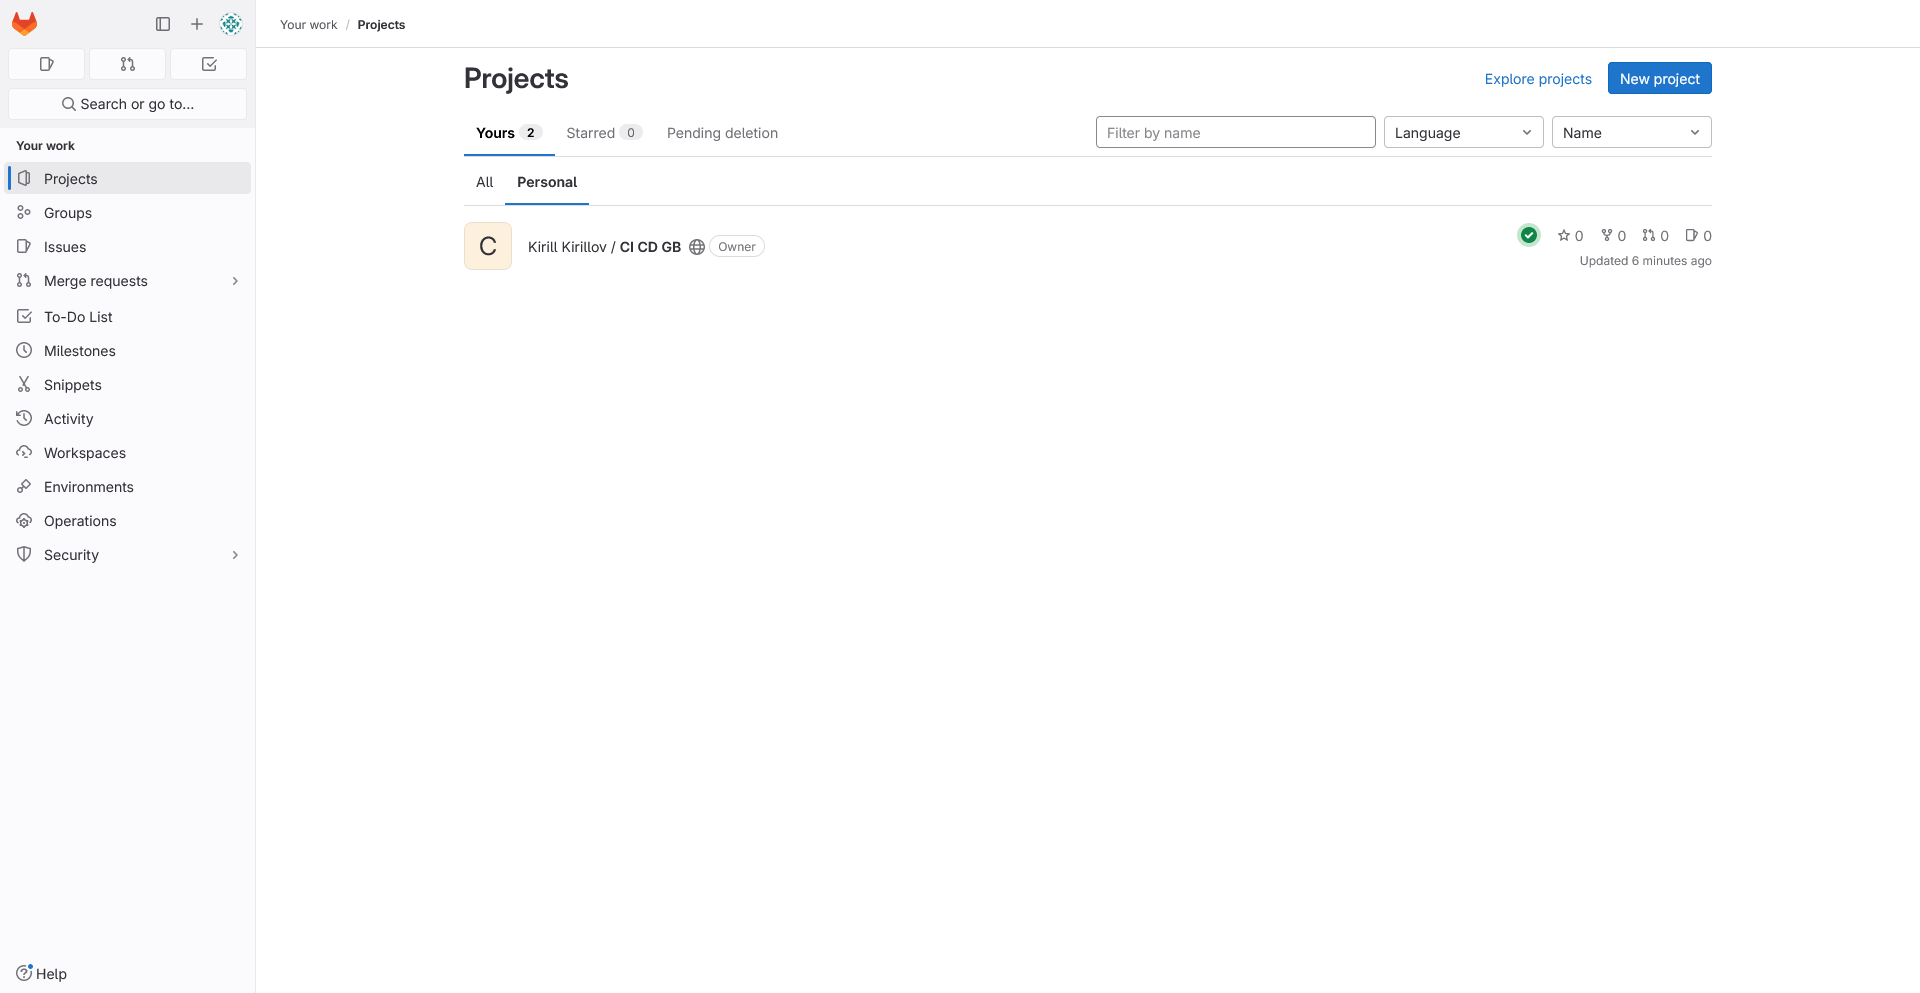 Your work / Projects
Search or go to...
Your work
Projects
Groups
Issues
Merge requests
To-Do List
Milestones
Snippets
Activity
Workspaces
Environments
Operations
Security
Help
Projects
Explore projects
New project
Yours 2
Starred 0
Pending deletion
Filter by name
Language
Name
All
Personal
C
Kirill Kirillov / CI CD GB
Owner
0 0 0 0
Updated 6 minutes ago